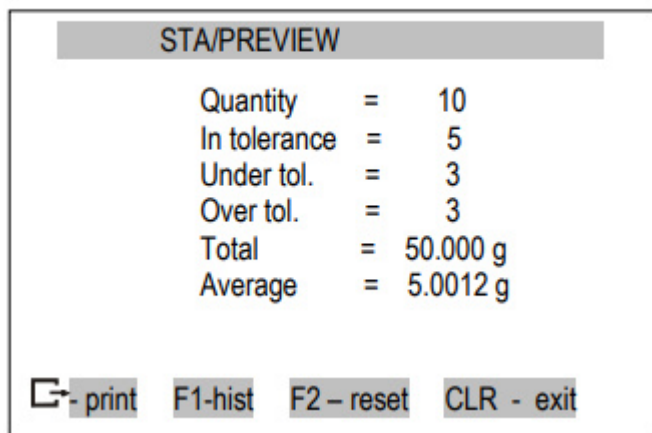 STA/PREVIEW
Quantity = 10
In tolerance = 5
Under tol. = 3
Over tol. = 3
Total = 50.000 g
Average = 5.0012 g
- print F1-hist F2 – reset CLR - exit